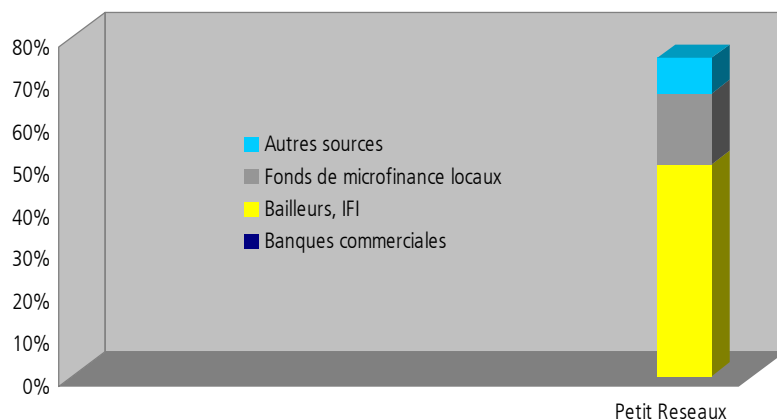 80%
70%
60%
50%
40%
30%
20%
10%
0%
Autres sources
Fonds de microfinance locaux
Bailleurs, IFI
Banques commerciales
Petit Reseaux